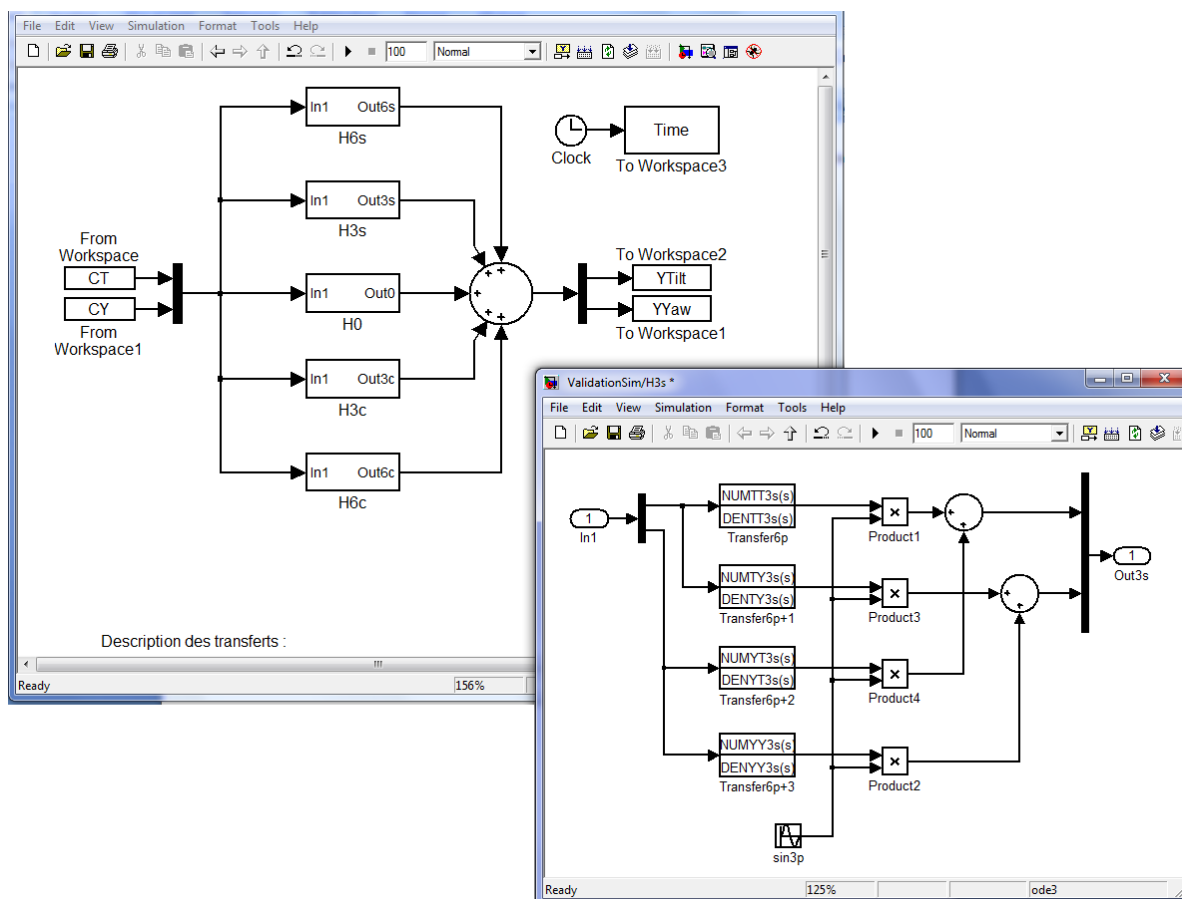 File Edit View Simulation Format Tools Help
100 Normal
In1 Out6s
H6s
Time
Clock
To Workspace3
In1 Out3s
H3s
From
Workspace
CT
CY
From
Workspace1
In1 Out0
H0
To Workspace2
YTilt
YYaw
To Workspace1
In1 Out3c
H3c
In1 Out6c
H6c
Description des transferts :
Ready 156%
ValidationSim/H3s *
File Edit View Simulation Format Tools Help
100 Normal
1
In1
NUMTT3s(s)
DENTT3s(s)
Transfer6p
Product1
NUMTY3s(s)
DENTY3s(s)
Transfer6p+1
Product3
1
Out3s
NUMYT3s(s)
DENYT3s(s)
Transfer6p+2
Product4
NUMYY3s(s)
DENYY3s(s)
Transfer6p+3
Product2
sin3p
Ready 125% ode3